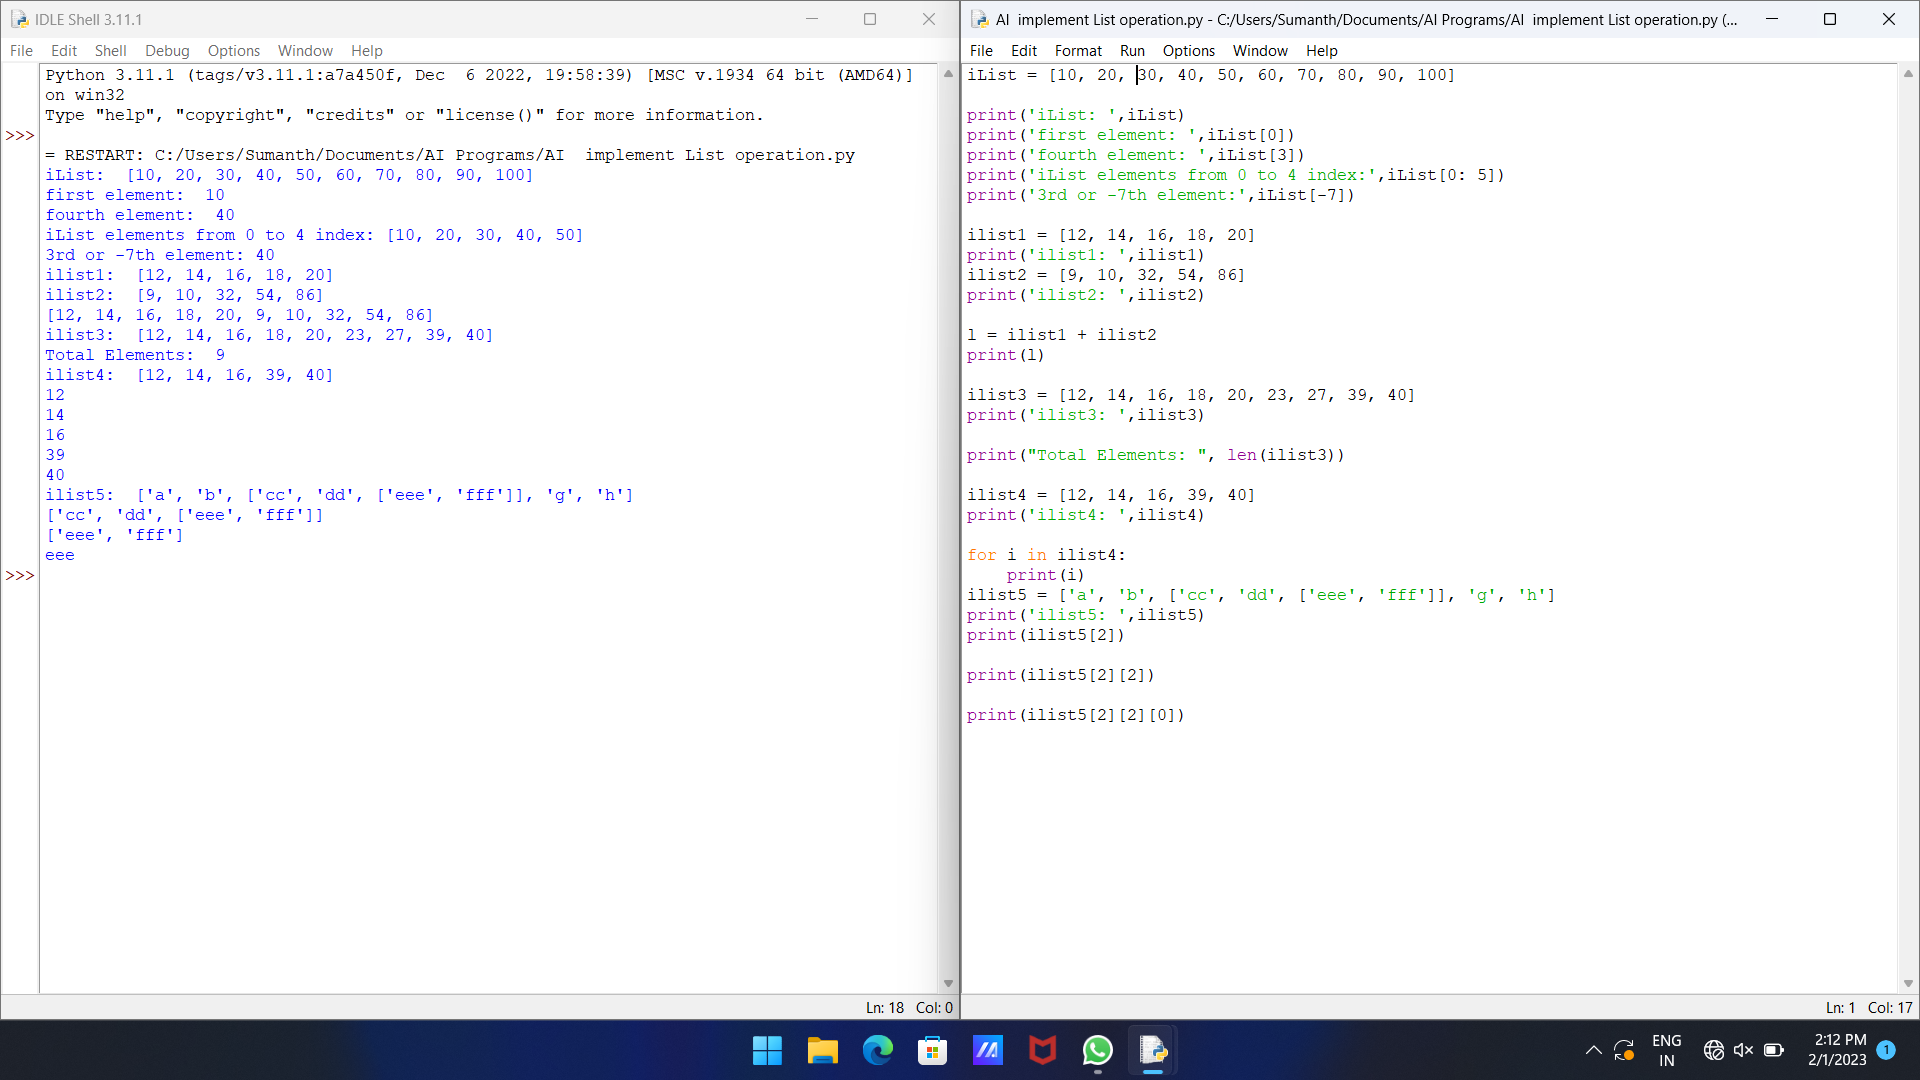 IDLE Shell 3.11.1
File Edit Shell Debug Options Window Help
Python 3.11.1 (tags/v3.11.1:a7a450f, Dec  6 2022, 19:58:39) [MSC v.1934 64 bit (AMD64)]
on win32
Type "help", "copyright", "credits" or "license()" for more information.
>>>
= RESTART: C:/Users/Sumanth/Documents/AI Programs/AI  implement List operation.py
iList:  [10, 20, 30, 40, 50, 60, 70, 80, 90, 100]
first element:  10
fourth element:  40
iList elements from 0 to 4 index: [10, 20, 30, 40, 50]
3rd or -7th element: 40
ilist1:  [12, 14, 16, 18, 20]
ilist2:  [9, 10, 32, 54, 86]
[12, 14, 16, 18, 20, 9, 10, 32, 54, 86]
ilist3:  [12, 14, 16, 18, 20, 23, 27, 39, 40]
Total Elements:  9
ilist4:  [12, 14, 16, 39, 40]
12
14
16
39
40
ilist5:  ['a', 'b', ['cc', 'dd', ['eee', 'fff']], 'g', 'h']
['cc', 'dd', ['eee', 'fff']]
['eee', 'fff']
eee
>>>
Ln: 18 Col: 0
AI  implement List operation.py - C:/Users/Sumanth/Documents/AI Programs/AI  implement List operation.py (...
File Edit Format Run Options Window Help
iList = [10, 20, 30, 40, 50, 60, 70, 80, 90, 100]
print('iList: ',iList)
print('first element: ',iList[0])
print('fourth element: ',iList[3])
print('iList elements from 0 to 4 index:',iList[0: 5])
print('3rd or -7th element:',iList[-7])
ilist1 = [12, 14, 16, 18, 20]
print('ilist1: ',ilist1)
ilist2 = [9, 10, 32, 54, 86]
print('ilist2: ',ilist2)
l = ilist1 + ilist2
print(l)
ilist3 = [12, 14, 16, 18, 20, 23, 27, 39, 40]
print('ilist3: ',ilist3)
print("Total Elements: ", len(ilist3))
ilist4 = [12, 14, 16, 39, 40]
print('ilist4: ',ilist4)
for i in ilist4:
    print(i)
ilist5 = ['a', 'b', ['cc', 'dd', ['eee', 'fff']], 'g', 'h']
print('ilist5: ',ilist5)
print(ilist5[2])
print(ilist5[2][2])
print(ilist5[2][2][0])
Ln: 1 Col: 17
ENG
IN
2:12 PM
2/1/2023
1